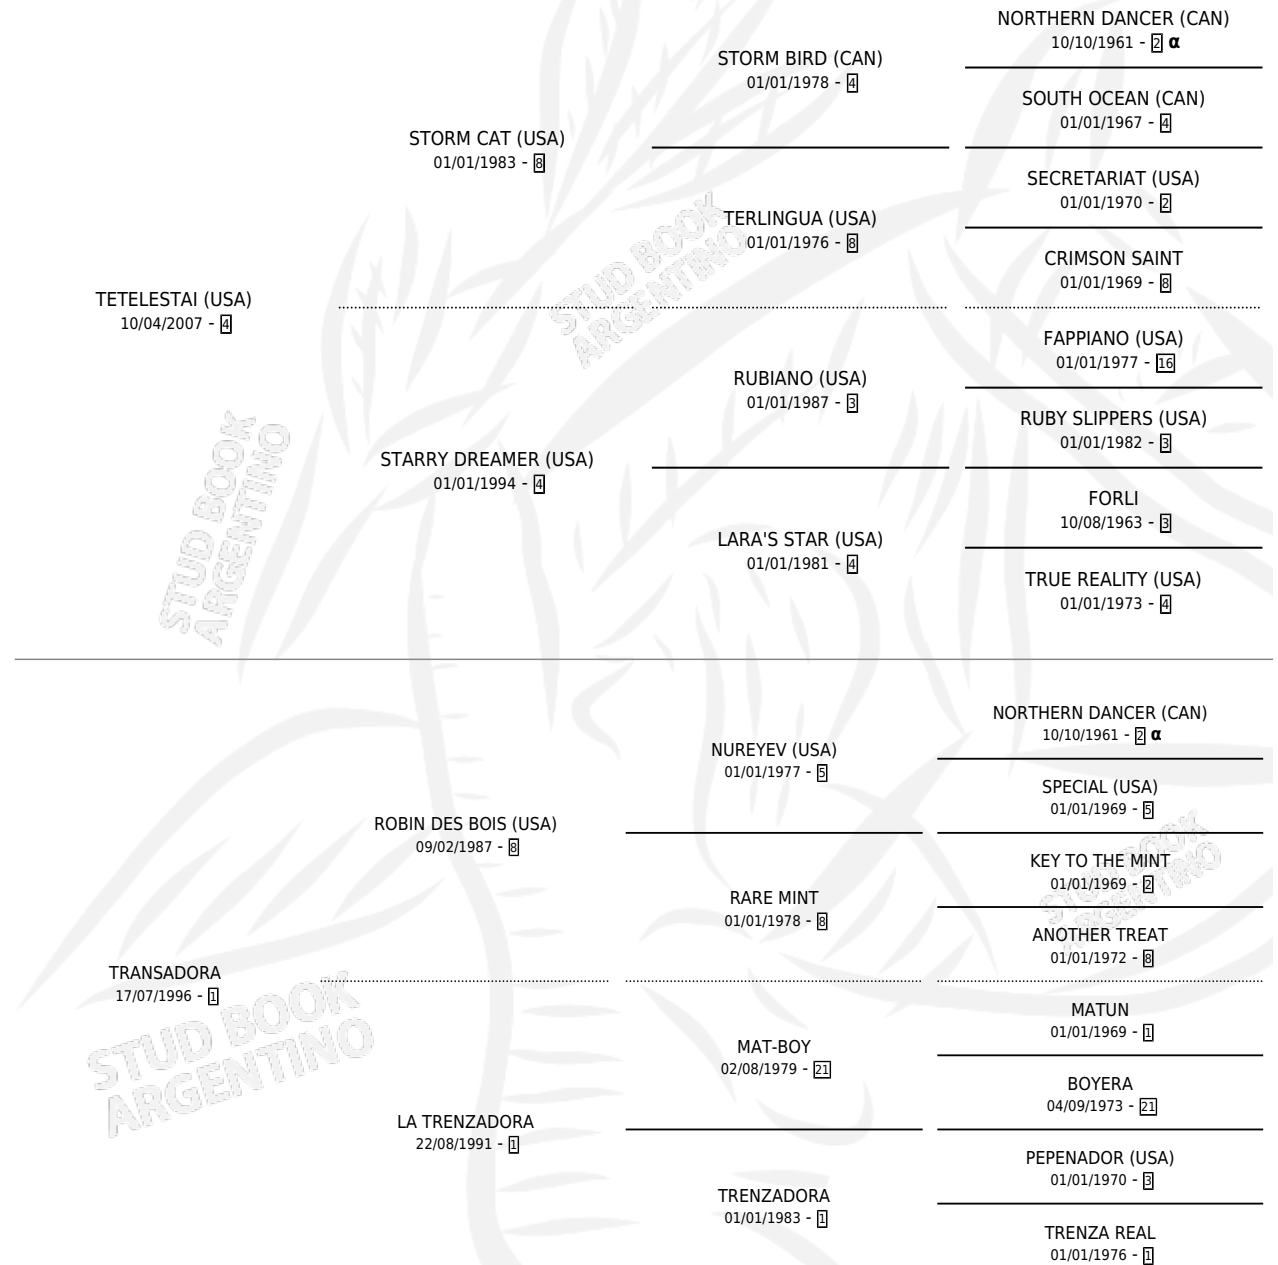 NORTHERN DANCER (CAN)
10/10/1961 - 2 α
STORM BIRD (CAN)
01/01/1978 - 4
SOUTH OCEAN (CAN)
01/01/1967 - 4
STORM CAT (USA)
01/01/1983 - 8
SECRETARIAT (USA)
01/01/1970 - 2
TERLINGUA (USA)
01/01/1976 - 8
CRIMSON SAINT
01/01/1969 - 8
TETELESTAI (USA)
10/04/2007 - 4
FAPPIANO (USA)
01/01/1977 - 16
RUBIANO (USA)
01/01/1987 - 3
RUBY SLIPPERS (USA)
01/01/1982 - 3
STARRY DREAMER (USA)
01/01/1994 - 4
FORLI
10/08/1963 - 3
LARA'S STAR (USA)
01/01/1981 - 4
TRUE REALITY (USA)
01/01/1973 - 4
NORTHERN DANCER (CAN)
10/10/1961 - 2 α
NUREYEV (USA)
01/01/1977 - 5
SPECIAL (USA)
01/01/1969 - 5
ROBIN DES BOIS (USA)
09/02/1987 - 8
KEY TO THE MINT
01/01/1969 - 2
RARE MINT
01/01/1978 - 8
ANOTHER TREAT
01/01/1972 - 8
TRANSADORA
17/07/1996 - 1
MATUN
01/01/1969 - 1
MAT-BOY
02/08/1979 - 21
BOYERA
04/09/1973 - 21
LA TRENZADORA
22/08/1991 - 1
PEPENADOR (USA)
01/01/1970 - 3
TRENZADORA
01/01/1983 - 1
TRENZA REAL
01/01/1976 - 1
STUD BOOK
ARGENTINO
STUD BOOK
ARGENTINO
STUD BOOK
ARGENTINO
STUD BOOK
ARGENTINO